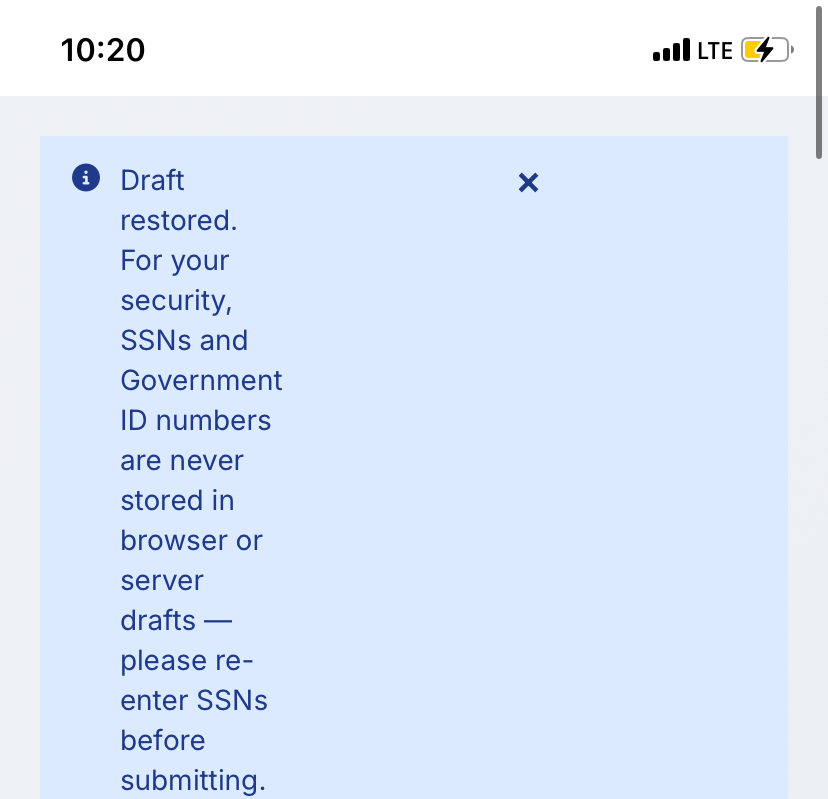 10:20 LTE
Draft
restored.
For your
security,
SSNs and
Government
ID numbers
are never
stored in
browser or
server
drafts —
please re-
enter SSNs
before
submitting.